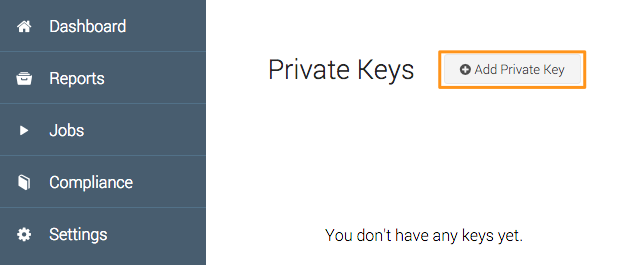 Dashboard
Reports
Jobs
Compliance
Settings
Private Keys
Add Private Key
You don't have any keys yet.